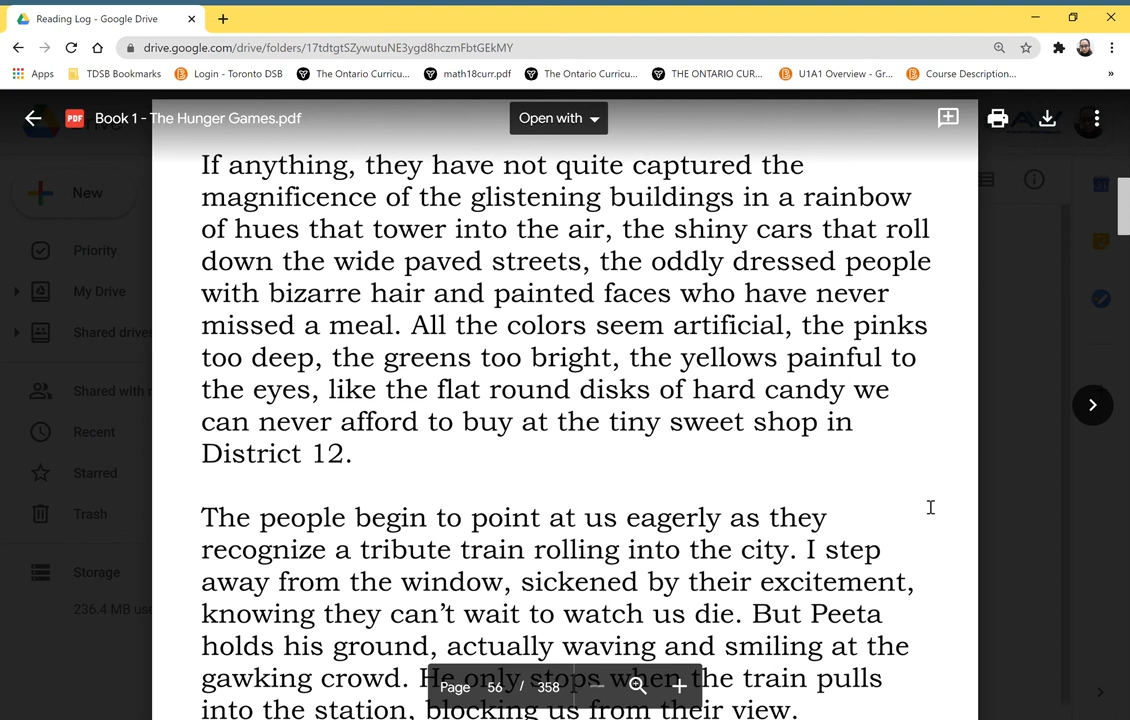 Reading Log - Google Drive
drive.google.com/drive/folders/17tdtgtSZywutuNE3ygd8hczmFbtGEkMY
Apps TDSB Bookmarks Login - Toronto DSB The Ontario Curricu... math18curr.pdf The Ontario Curricu... THE ONTARIO CUR... U1A1 Overview - Gr... Course Description... »
PDF Book 1 - The Hunger Games.pdf Open with
New
Priority
My Drive
Shared drives
Shared with
Recent
Starred
Trash
Storage
236.4 MB use
If anything, they have not quite captured the
magnificence of the glistening buildings in a rainbow
of hues that tower into the air, the shiny cars that roll
down the wide paved streets, the oddly dressed people
with bizarre hair and painted faces who have never
missed a meal. All the colors seem artificial, the pinks
too deep, the greens too bright, the yellows painful to
the eyes, like the flat round disks of hard candy we
can never afford to buy at the tiny sweet shop in
District 12.
The people begin to point at us eagerly as they
recognize a tribute train rolling into the city. I step
away from the window, sickened by their excitement,
knowing they can’t wait to watch us die. But Peeta
holds his ground, actually waving and smiling at the
gawking crowd. He only stops when the train pulls
into the station, blocking us from their view.
Page 56 / 358